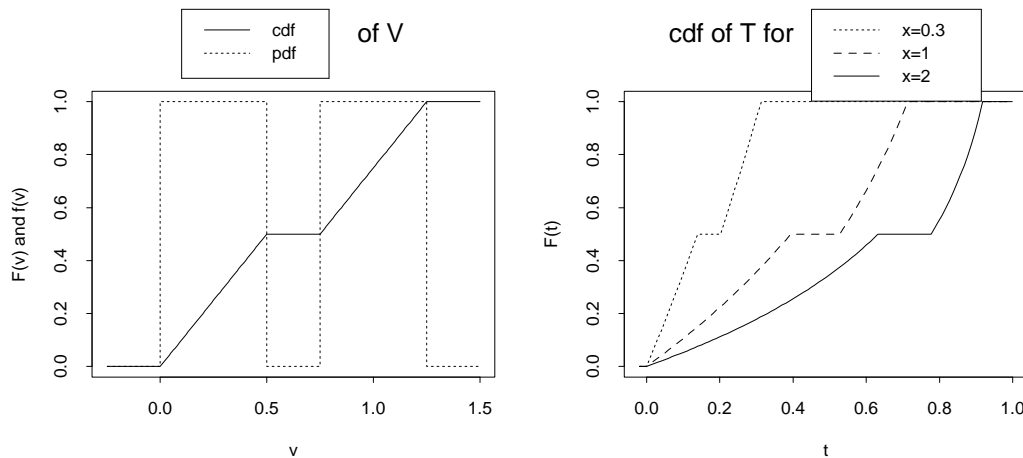 cdf
pdf
of V
F(v) and f(v)
1.0
0.8
0.6
0.4
0.2
0.0
0.0 0.5 1.0 1.5
v
cdf of T for
x=0.3
x=1
x=2
F(t)
1.0
0.8
0.6
0.4
0.2
0.0
0.0 0.2 0.4 0.6 0.8 1.0
t